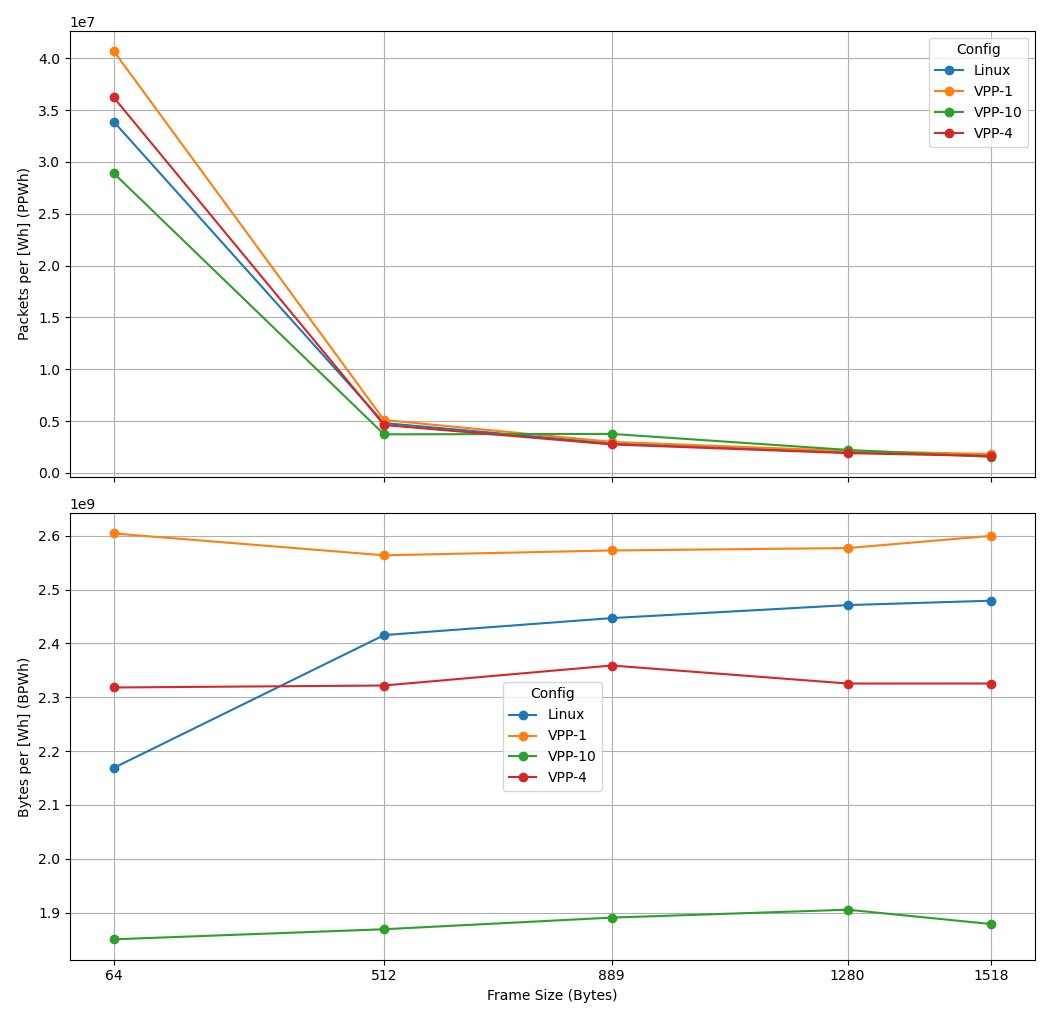 1e7
4.0
3.5
3.0
2.5
2.0
1.5
1.0
0.5
0.0
Packets per [Wh] (PPWh)
Config
Linux
VPP-1
VPP-10
VPP-4
1e9
2.6
2.5
2.4
2.3
2.2
2.1
2.0
1.9
Bytes per [Wh] (BPWh)
Config
Linux
VPP-1
VPP-10
VPP-4
64 512 889 1280 1518
Frame Size (Bytes)